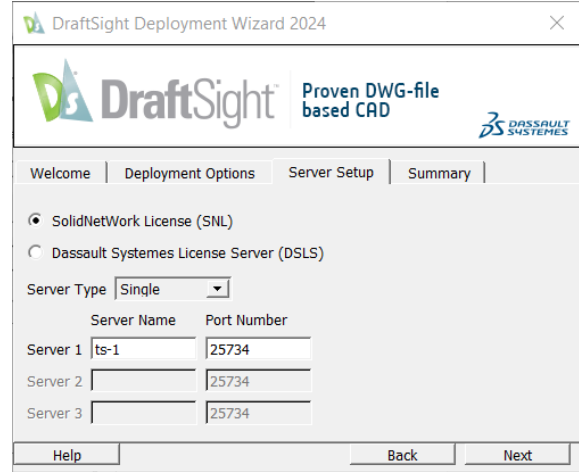 DraftSight Deployment Wizard 2024
DS DraftSight
Proven DWG-file
based CAD
DASSAULT
SYSTEMES
Welcome Deployment Options Server Setup Summary
SolidNetWork License (SNL)
Dassault Systemes License Server (DSLS)
Server Type Single
Server Name Port Number
Server 1 ts-1 25734
Server 2 25734
Server 3 25734
Help Back Next